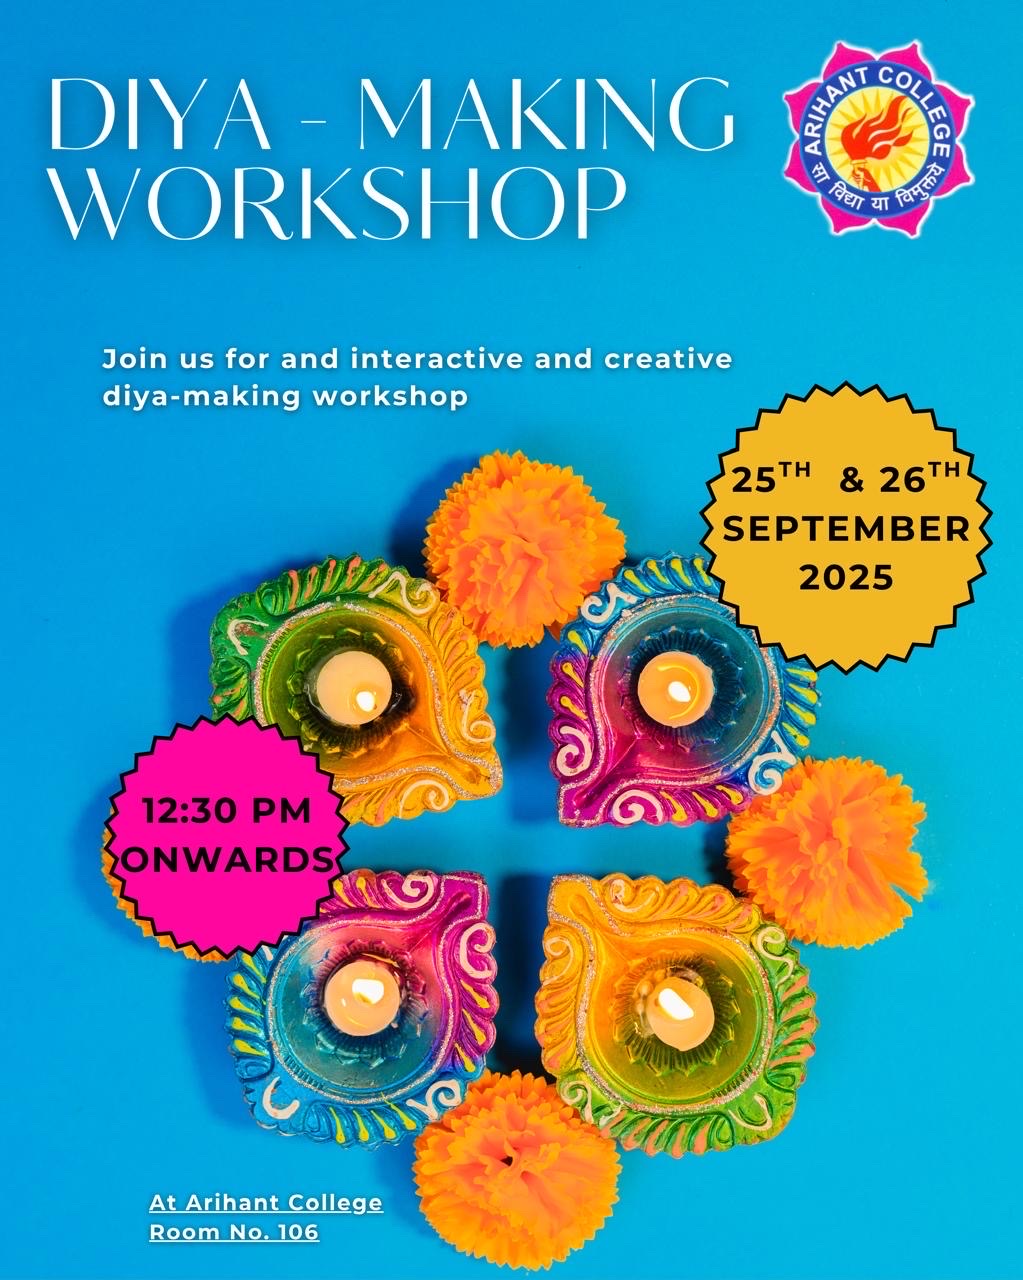 DIYA - MAKING
WORKSHOP
ARIHANT COLLEGE
सा विद्या या विमुक्तये
Join us for and interactive and creative
diya-making workshop
25TH & 26TH
SEPTEMBER
2025
12:30 PM
ONWARDS
At Arihant College
Room No. 106